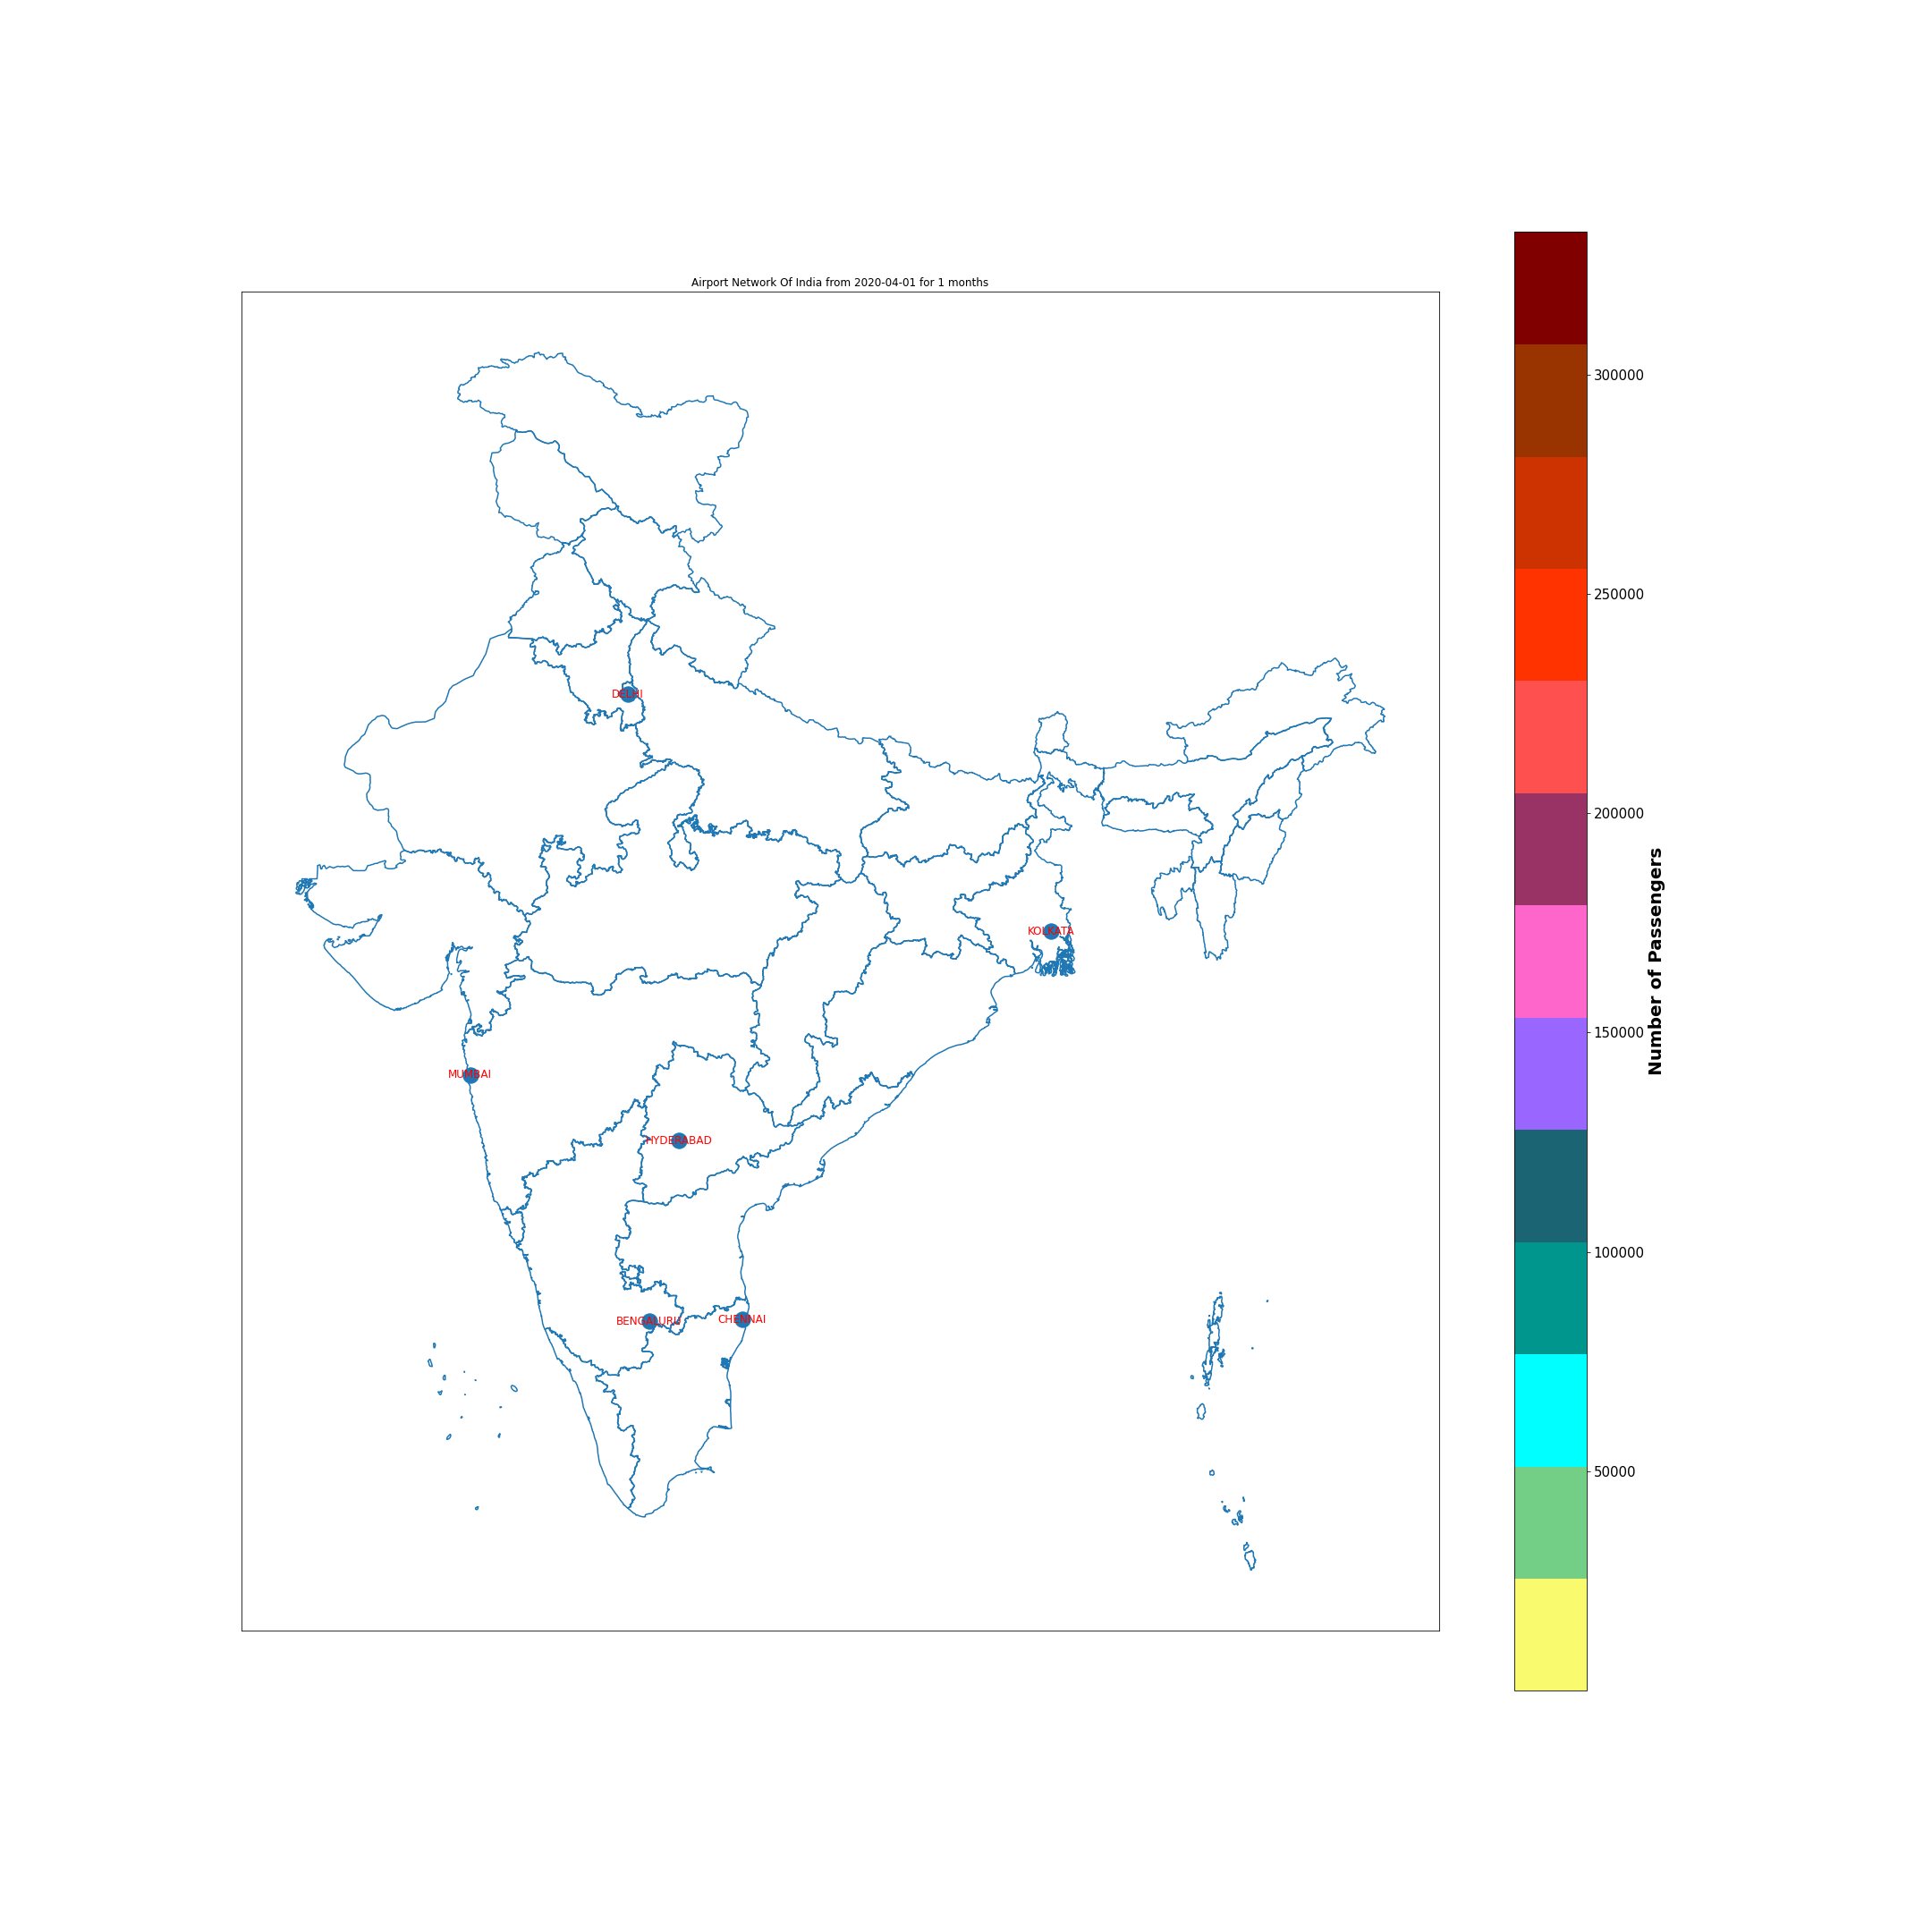 Airport Network Of India from 2020-04-01 for 1 months
DELHI
KOLKATA
MUMBAI
HYDERABAD
BENGALURU
CHENNAI
300000
250000
200000
150000
100000
50000
Number of Passengers